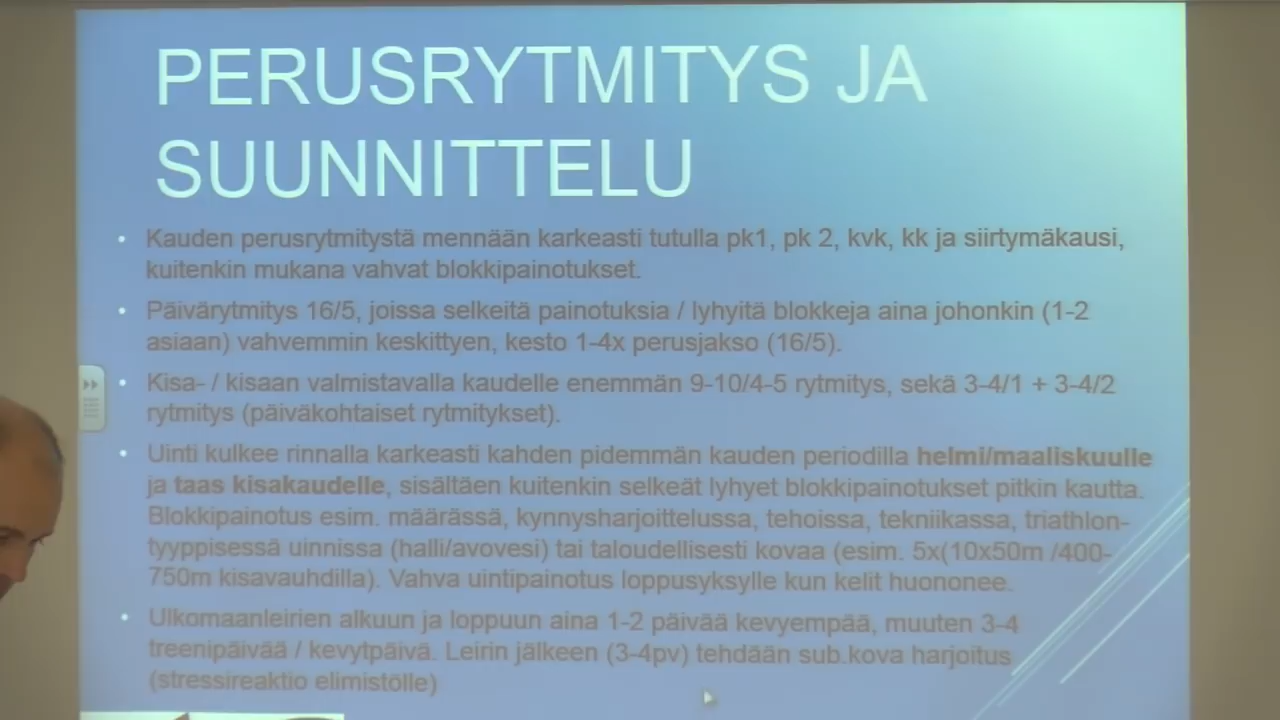 PERUSRYTMITYS JA
SUUNNITTELU
• Kauden perusrytmitystä mennään karkeasti tutulla pk1, pk 2, kvk, kk ja siirtymäkausi,
kuitenkin mukana vahvat blokkipainotukset.
• Päivärytmitys 16/5, joissa selkeitä painotuksia / lyhyitä blokkeja aina johonkin (1-2
asiaan) vahvemmin keskittyen, kesto 1-4x perusjakso (16/5).
• Kisa- / kisaan valmistavalla kaudelle enemmän 9-10/4-5 rytmitys, sekä 3-4/1 + 3-4/2
rytmitys (päiväkohtaiset rytmitykset).
• Uinti kulkee rinnalla karkeasti kahden pidemmän kauden periodilla helmi/maaliskuulle
ja taas kisakaudelle, sisältäen kuitenkin selkeät lyhyet blokkipainotukset pitkin kautta.
Blokkipainotus esim. määrässä, kynnysharjoittelussa, tehoissa, tekniikassa, triathlon-
tyyppisessä uinnissa (halli/avovesi) tai taloudellisesti kovaa (esim. 5x(10x50m /400-
750m kisavauhdilla). Vahva uintipainotus loppusyksylle kun kelit huononee.
• Ulkomaanleirien alkuun ja loppuun aina 1-2 päivää kevyempää, muuten 3-4
treenipäivää / kevytpäivä. Leirin jälkeen (3-4pv) tehdään sub.kova harjoitus
(stressireaktio elimistölle)